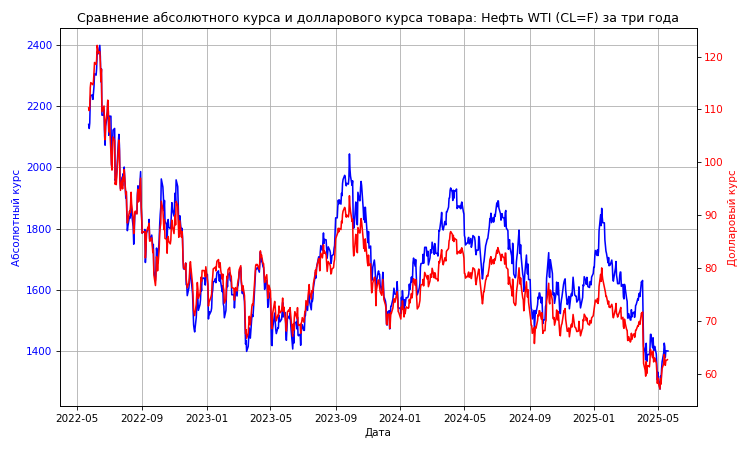 Сравнение абсолютного курса и долларового курса товара: Нефть WTI (CL=F) за три года
Абсолютный курс
2400
2200
2000
1800
1600
1400
Долларовый курс
120
110
100
90
80
70
60
2022-05 2022-09 2023-01 2023-05 2023-09 2024-01 2024-05 2024-09 2025-01 2025-05
Дата